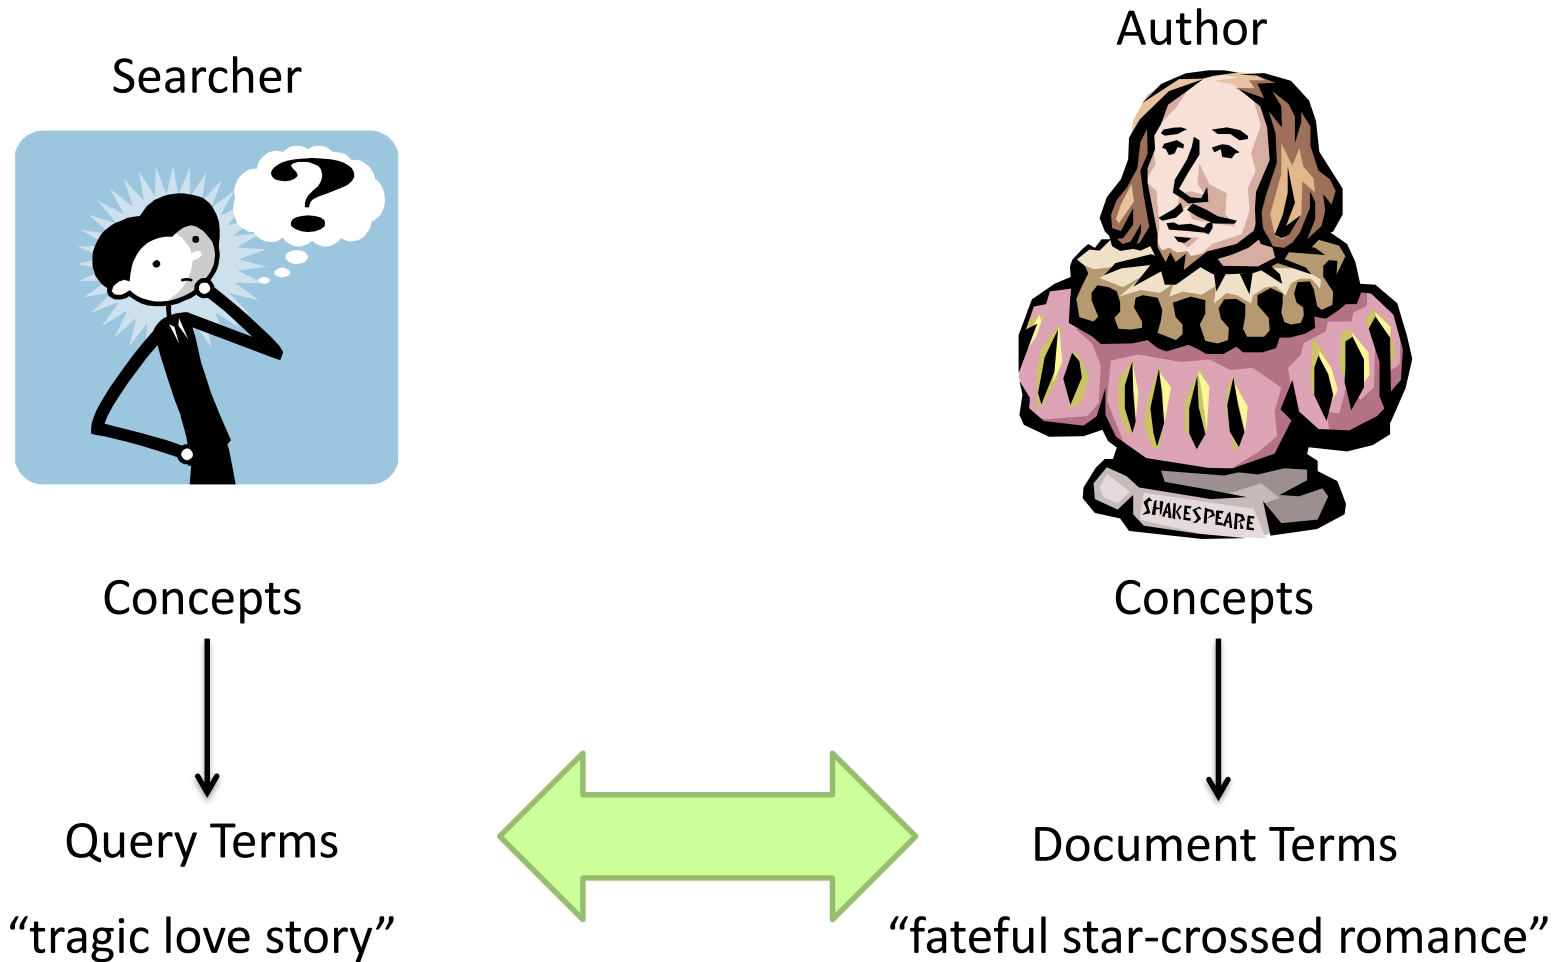 Searcher
Author
SHAKESPEARE
?
Concepts
Concepts
Query Terms
Document Terms
“tragic love story”
“fateful star-crossed romance”